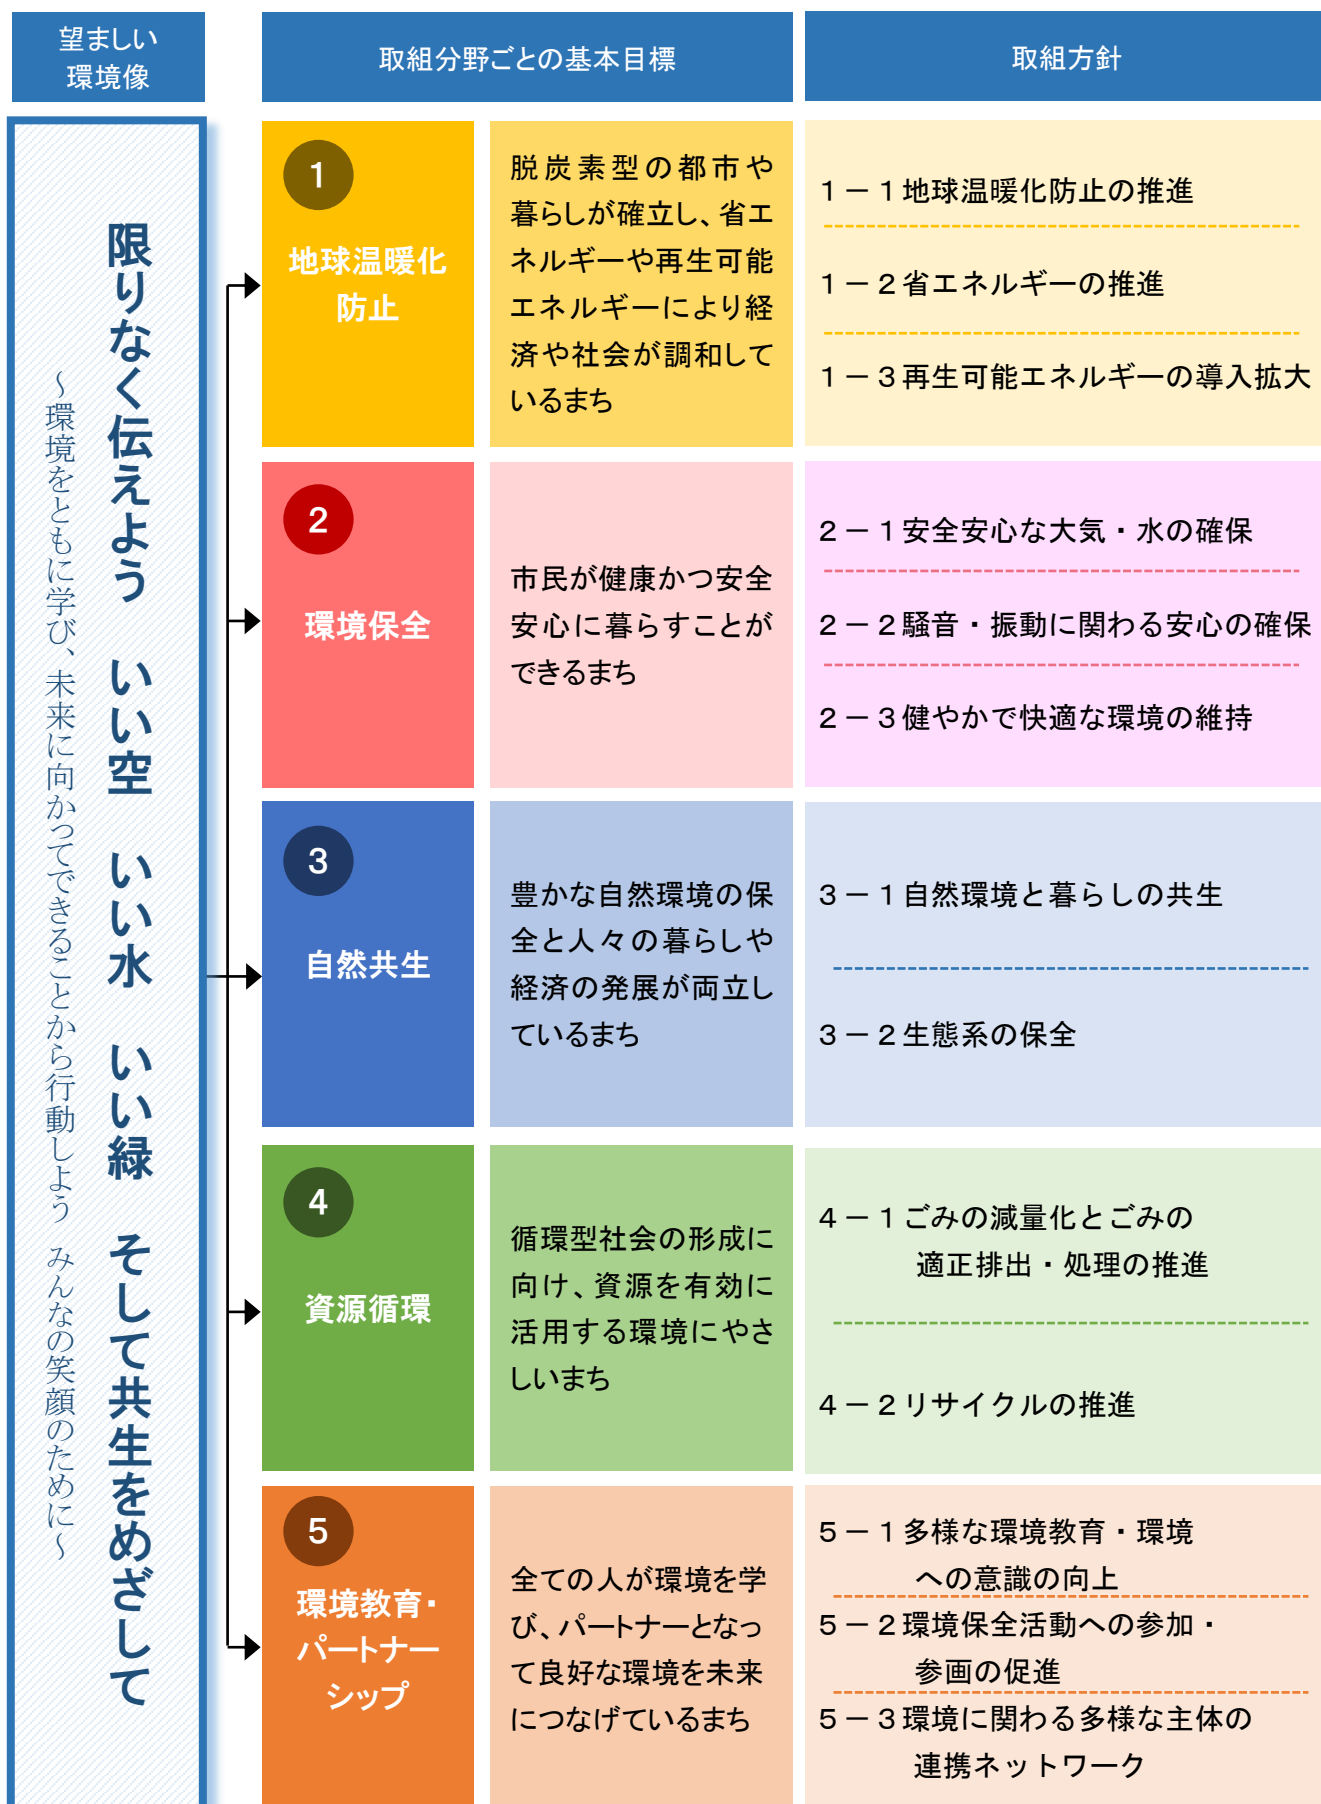 望ましい
環境像
取組分野ごとの基本目標
取組方針
限りなく伝えよう　いい空　いい水　いい緑　そして共生をめざして
～環境をともに学び、未来に向かってできることから行動しよう　みんなの笑顔のために～
1
地球温暖化
防止
脱炭素型の都市や
暮らしが確立し、省エ
ネルギーや再生可能
エネルギーにより経
済や社会が調和して
いるまち
１－１地球温暖化防止の推進
１－２省エネルギーの推進
１－３再生可能エネルギーの導入拡大
2
環境保全
市民が健康かつ安全
安心に暮らすことが
できるまち
２－１安全安心な大気・水の確保
２－２騒音・振動に関わる安心の確保
２－３健やかで快適な環境の維持
3
自然共生
豊かな自然環境の保
全と人々の暮らしや
経済の発展が両立し
ているまち
３－１自然環境と暮らしの共生
３－２生態系の保全
4
資源循環
循環型社会の形成に
向け、資源を有効に
活用する環境にやさ
しいまち
４－１ごみの減量化とごみの
適正排出・処理の推進
４－２リサイクルの推進
5
環境教育・
パートナー
シップ
全ての人が環境を学
び、パートナーとなっ
て良好な環境を未来
につなげているまち
５－１多様な環境教育・環境
への意識の向上
５－２環境保全活動への参加・
参画の促進
５－３環境に関わる多様な主体の
連携ネットワーク